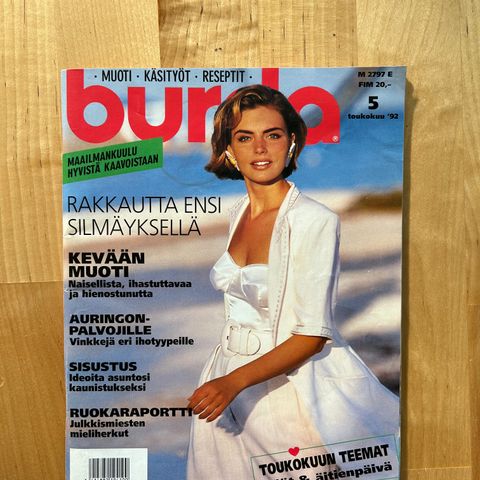 · MUOTI · KÄSITYÖT · RESEPTIT ·
burda
M 2797 E
FIM 20,–
5
toukokuu '92
MAAILMANKUULU
HYVISTÄ KAAVOISTAAN
RAKKAUTTA ENSI
SILMÄYKSELLÄ
KEVÄÄN
MUOTI
Naisellista, ihastuttavaa
ja hienostunutta
AURINGON-
PALVOJILLE
Vinkkejä eri ihotyypeille
SISUSTUS
Ideoita asuntosi
kaunistukseksi
RUOKARAPORTTI
Julkkismiesten
mieliherkut
TOUKOKUUN TEEMAT
& äitienpäivä